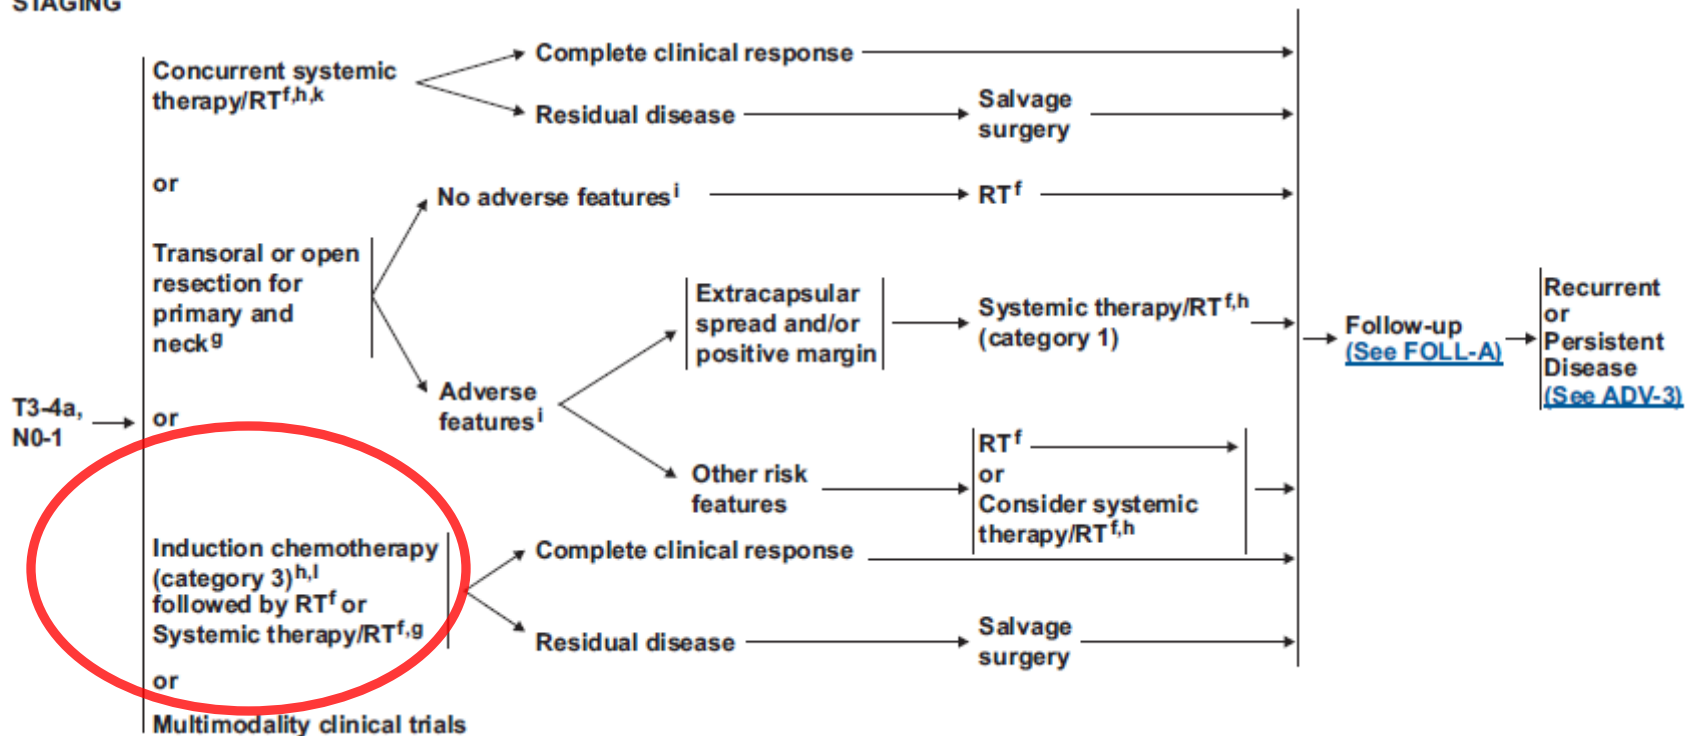 STAGING
T3-4a,
N0-1
Concurrent systemic
therapy/RTf,h,k
or
Transoral or open
resection for
primary and
neckg
or
Induction chemotherapy
(category 3)h,l
followed by RTf or
Systemic therapy/RTf,g
or
Multimodality clinical trials
Complete clinical response
Residual disease
Salvage
surgery
No adverse featuresi
RTf
Adverse
featuresi
Extracapsular
spread and/or
positive margin
Systemic therapy/RTf,h
(category 1)
Other risk
features
RTf
or
Consider systemic
therapy/RTf,h
Complete clinical response
Residual disease
Salvage
surgery
Follow-up
(See FOLL-A)
Recurrent
or
Persistent
Disease
(See ADV-3)